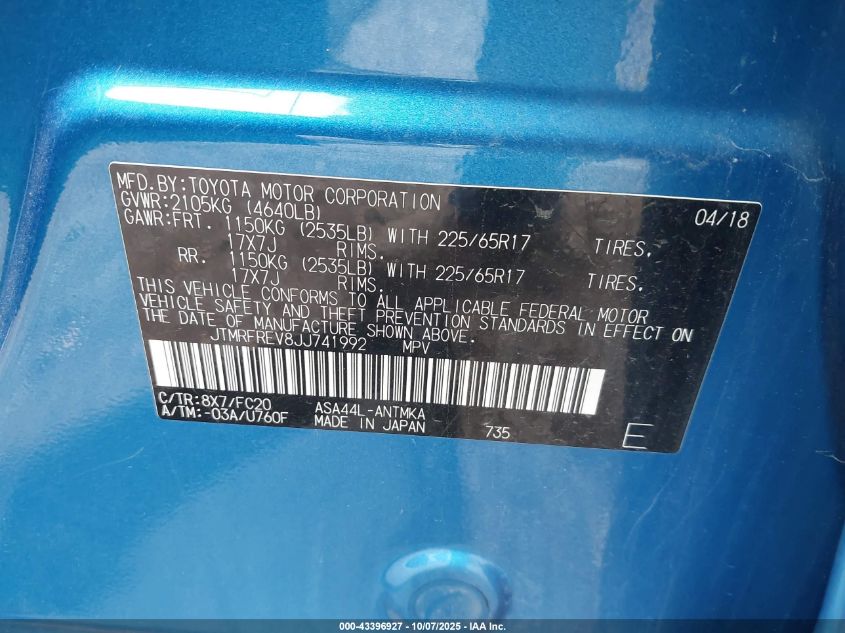 MFD.BY:TOYOTA MOTOR CORPORATION 04/18
GVWR:2105KG (4640LB)
GAWR:FRT. 1150KG (2535LB) WITH 225/65R17 TIRES,
17X7J RIMS.
RR. 1150KG (2535LB) WITH 225/65R17 TIRES,
17X7J RIMS.
THIS VEHICLE CONFORMS TO ALL APPLICABLE FEDERAL MOTOR
VEHICLE SAFETY AND THEFT PREVENTION STANDARDS IN EFFECT ON
THE DATE OF MANUFACTURE SHOWN ABOVE.
JTMRFREV8JJ741992 MPV
C/TR:8X7/FC20 ASA44L-ANTMKA
A/TM:-03A/U760F MADE IN JAPAN 735 E
000-43396927 - 10/07/2025 - IAA Inc.